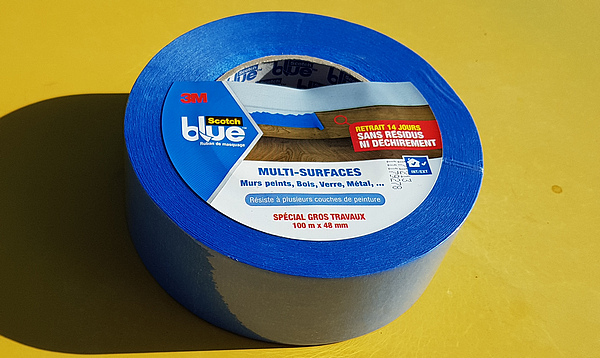 3M
Scotch
blue™
Ruban de masquage
RETRAIT 14 JOURS
SANS RÉSIDUS
NI DÉCHIREMENT
INT/EXT
MULTI-SURFACES
Murs peints, Bois, Verre, Métal, ...
Résiste à plusieurs couches de peinture
SPÉCIAL GROS TRAVAUX
100 m x 48 mm
blue